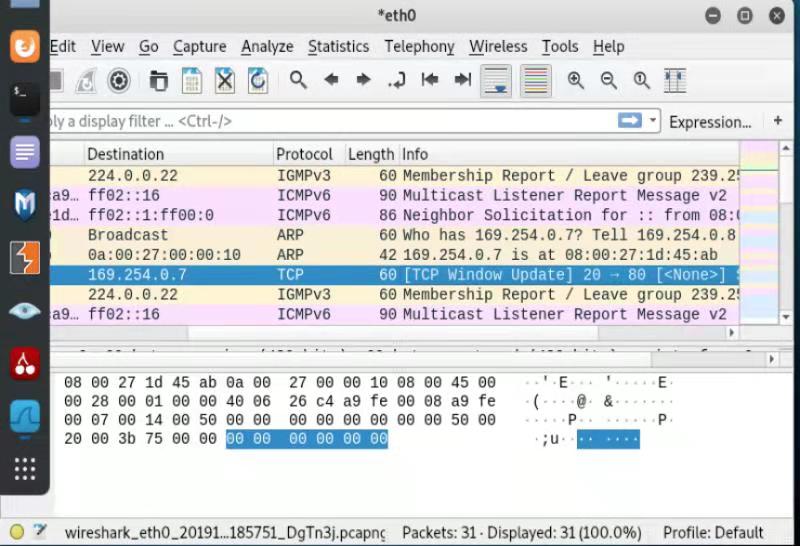 *eth0
Edit View Go Capture Analyze Statistics Telephony Wireless Tools Help
ply a display filter ... <Ctrl-/> Expression... +
Destination Protocol Length Info
224.0.0.22 IGMPv3 60 Membership Report / Leave group 239.25
a9… ff02::16 ICMPv6 90 Multicast Listener Report Message v2
e1d… ff02::1:ff00:0 ICMPv6 86 Neighbor Solicitation for :: from 08:0
Broadcast ARP 60 Who has 169.254.0.7? Tell 169.254.0.8
0a:00:27:00:00:10 ARP 42 169.254.0.7 is at 08:00:27:1d:45:ab
169.254.0.7 TCP 60 [TCP Window Update] 20 → 80 [<None>] S
224.0.0.22 IGMPv3 60 Membership Report / Leave group 239.25
a9… ff02::16 ICMPv6 90 Multicast Listener Report Message v2
08 00 27 1d 45 ab 0a 00 27 00 00 10 08 00 45 00 ··'·E··· '·····E·
00 28 00 01 00 00 40 06 26 c4 a9 fe 00 08 a9 fe ·(····@· &·······
00 07 00 14 00 50 00 00 00 00 00 00 00 00 50 00 ·····P·· ······P·
20 00 3b 75 00 00 00 00 00 00 00 00 ·;u··· ······
wireshark_eth0_20191...185751_DgTn3j.pcapng Packets: 31 · Displayed: 31 (100.0%) Profile: Default